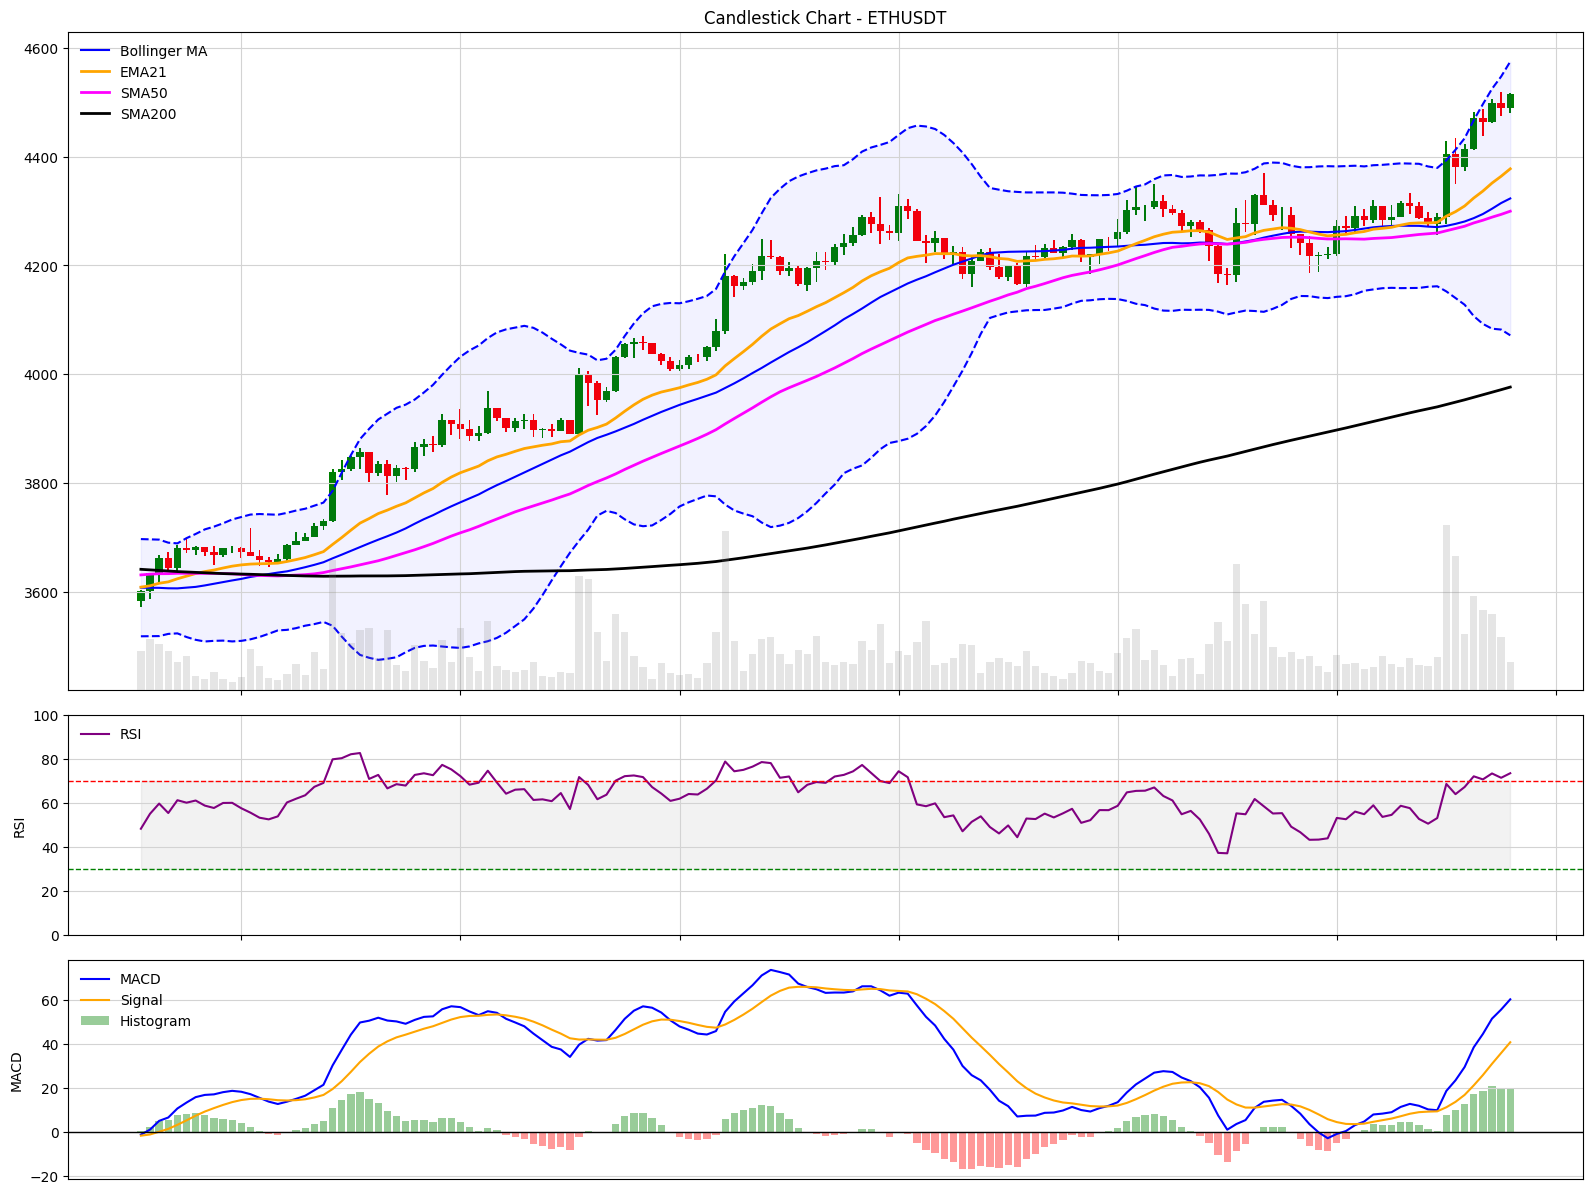 Candlestick Chart - ETHUSDT
Bollinger MA
EMA21
SMA50
SMA200
4600
4400
4200
4000
3800
3600
RSI
100
80
60
40
20
0
RSI
MACD
Signal
Histogram
60
40
20
0
−20
MACD